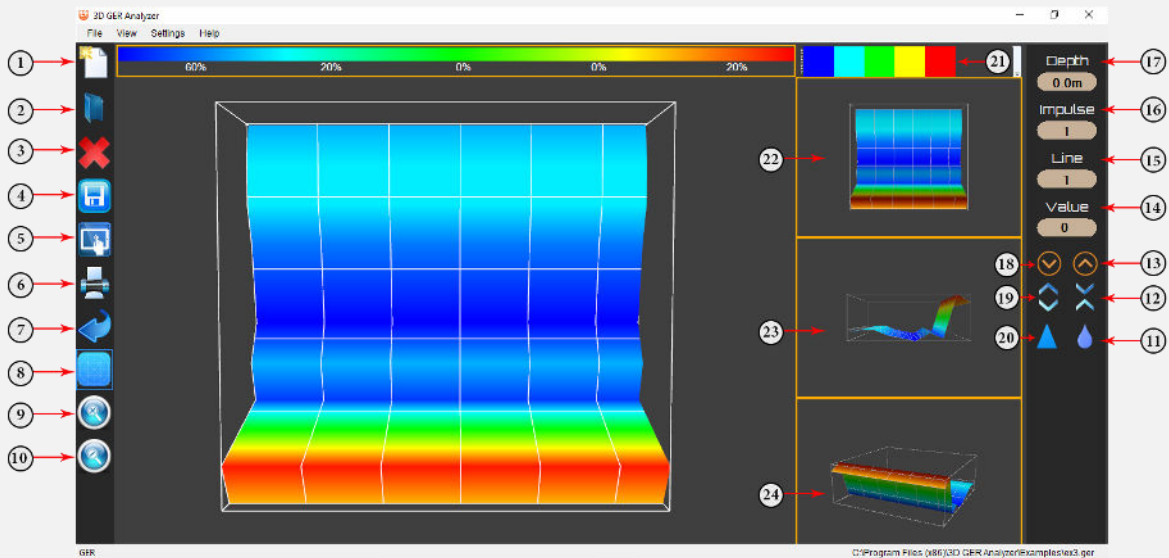 3D GER Analyzer
File View Settings Help
60% 20% 0% 0% 20%
1
2
3
4
5
6
7
8
9
10
21
22
23
24
Depth
0.0m
17
Impulse
1
16
Line
1
15
Value
0
14
18
13
19
12
20
11
GER
C:\Program Files (x86)\3D GER Analyzer\Examples\ex3.ger